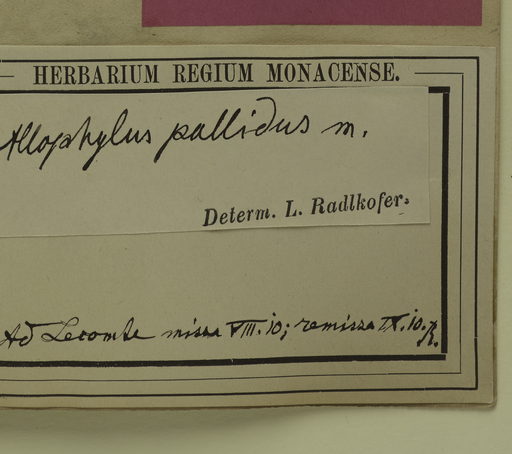 HERBARIUM REGIUM MONACENSE.
Allophylus pallidus m.
Determ. L. Radlkofer.
Ad Lecomte missa VIII.10; remissa IX.10. R.